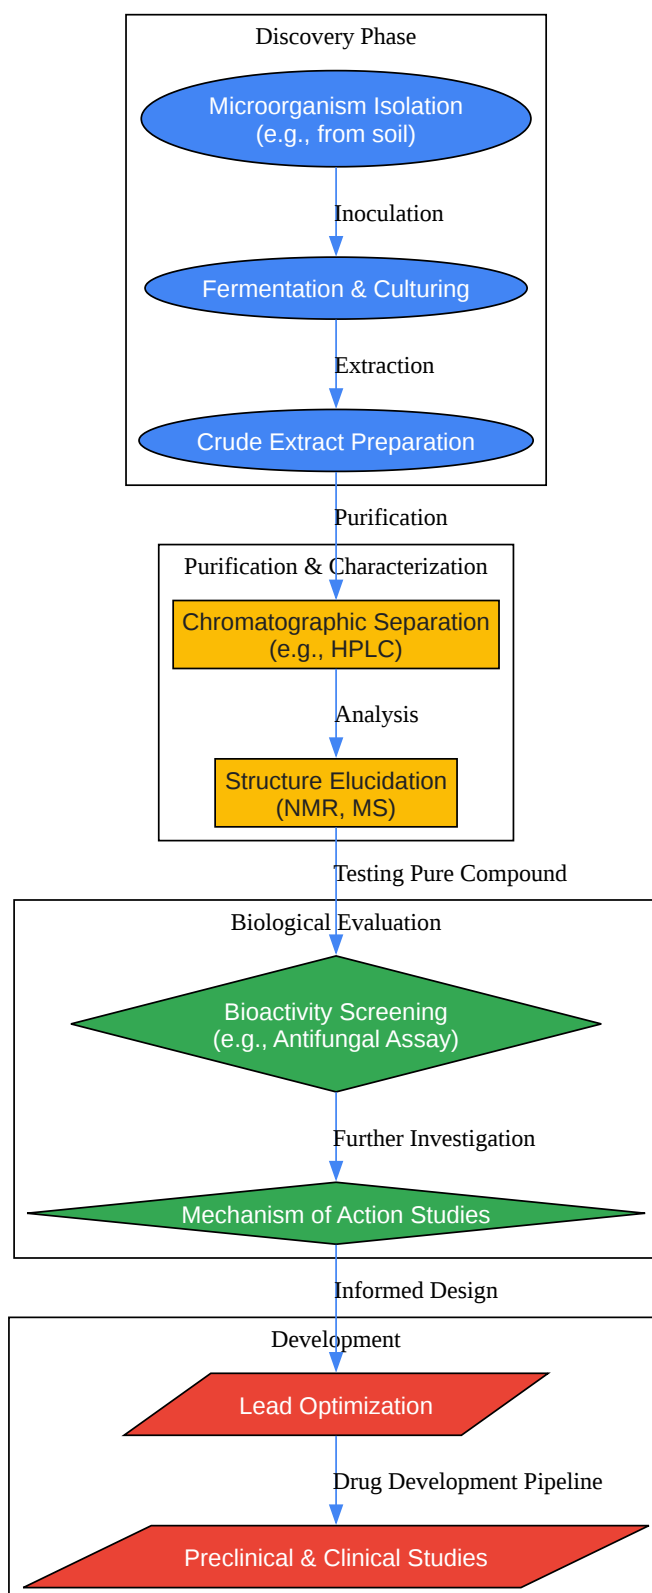 Discovery Phase
Microorganism Isolation
(e.g., from soil)
Inoculation
Fermentation & Culturing
Extraction
Crude Extract Preparation
Purification
Purification & Characterization
Chromatographic Separation
(e.g., HPLC)
Analysis
Structure Elucidation
(NMR, MS)
Testing Pure Compound
Biological Evaluation
Bioactivity Screening
(e.g., Antifungal Assay)
Further Investigation
Mechanism of Action Studies
Informed Design
Development
Lead Optimization
Drug Development Pipeline
Preclinical & Clinical Studies